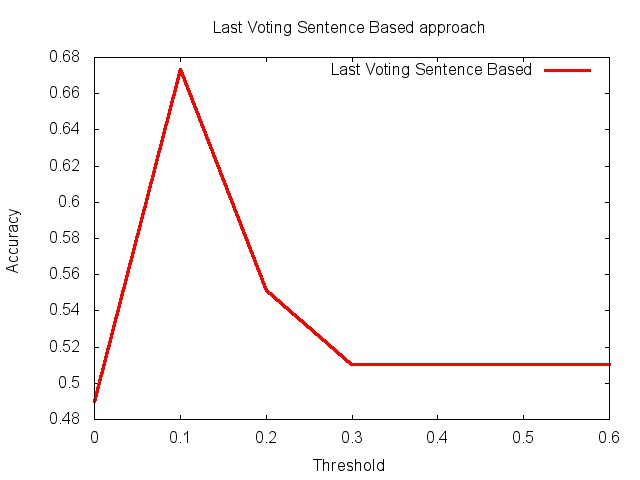 Last Voting Sentence Based approach
Last Voting Sentence Based
0.68
0.66
0.64
0.62
0.6
0.58
0.56
0.54
0.52
0.5
0.48
Accuracy
0 0.1 0.2 0.3 0.4 0.5 0.6
Threshold